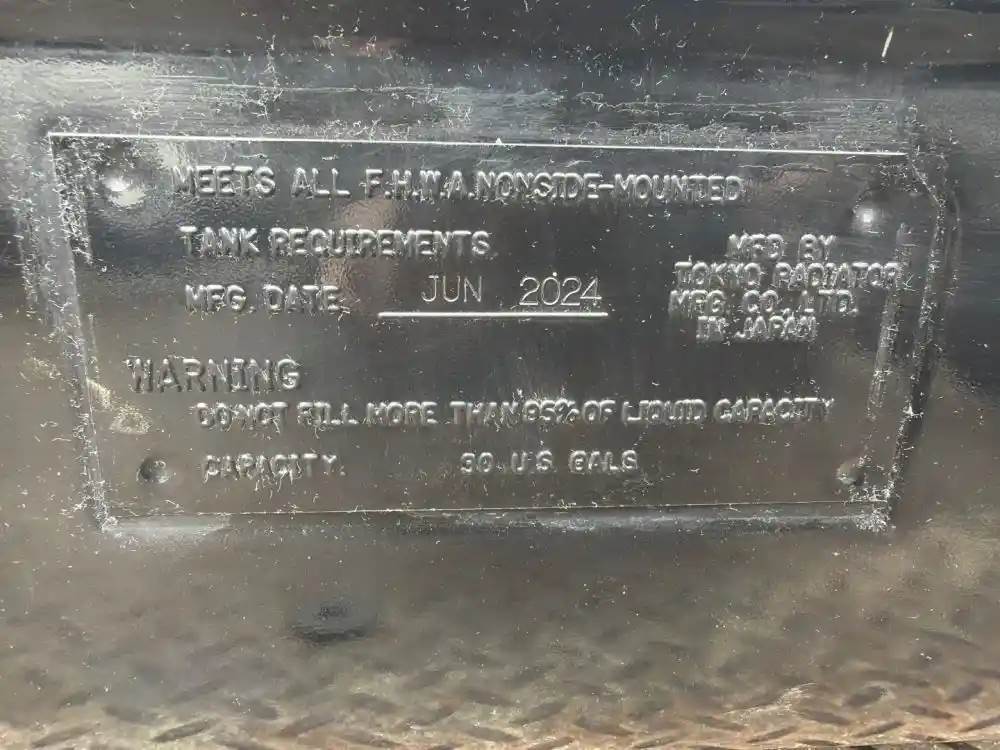 MEETS ALL F.H.W.A. NONSIDE-MOUNTED
TANK REQUIREMENTS.
MFG. DATE JUN 2024
MFD BY
TOKYO RADIATOR
MFG. CO., LTD.
IN JAPAN
WARNING
DO NOT FILL MORE THAN 95% OF LIQUID CAPACITY
CAPACITY. 30 U.S GALS